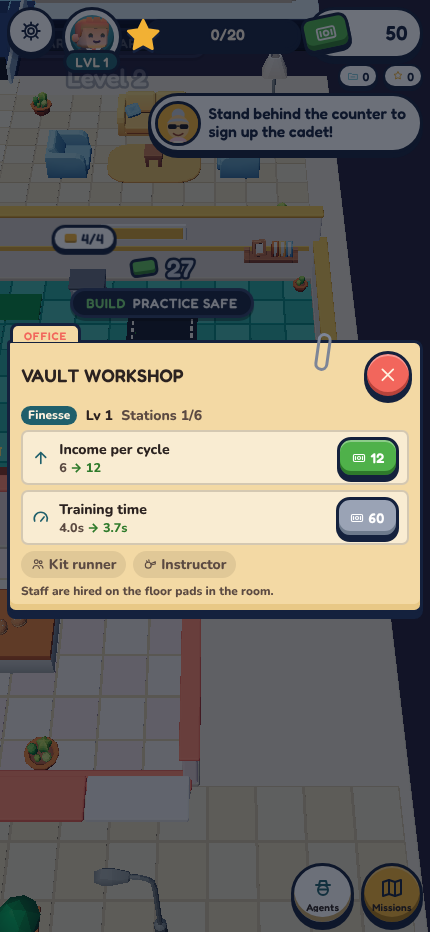 0/20
50
LVL 1
Level 2
0
0
Stand behind the counter to
sign up the cadet!
4/4
27
BUILD PRACTICE SAFE
OFFICE
VAULT WORKSHOP
Finesse Lv 1 Stations 1/6
Income per cycle
6 → 12
12
Training time
4.0s → 3.7s
60
Kit runner Instructor
Staff are hired on the floor pads in the room.
Agents
Missions